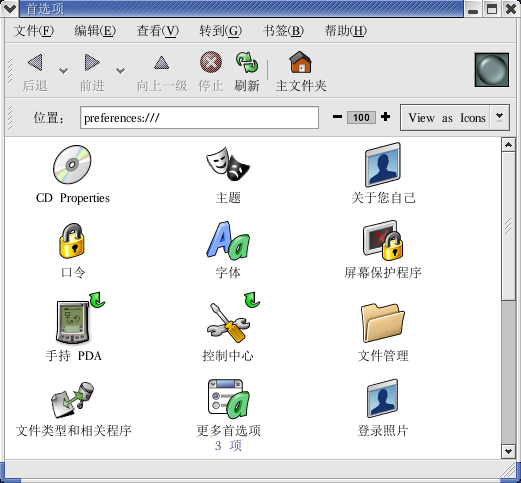 首选项
文件(F) 编辑(E) 查看(V) 转到(G) 书签(B) 帮助(H)
后退 前进 向上一级 停止 刷新 主文件夹
位置: preferences:/// 100 View as Icons
CD Properties 主题 关于您自己
口令 字体 屏幕保护程序
手持 PDA 控制中心 文件管理
文件类型和相关程序 更多首选项 登录照片
3 项